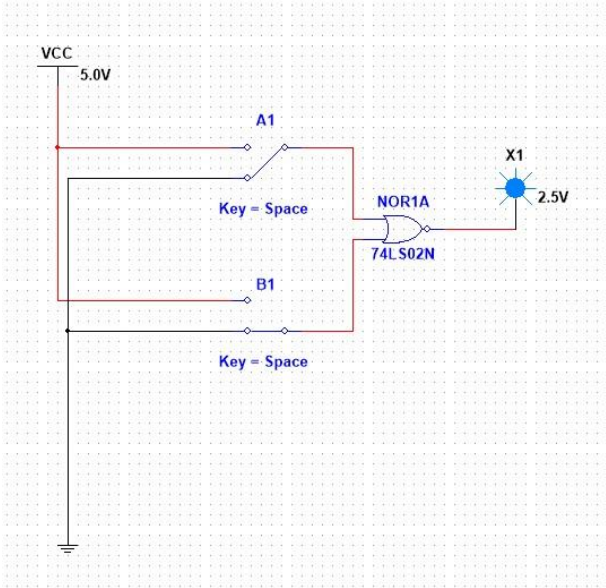 VCC
5.0V
A1
Key = Space
X1
2.5V
NOR1A
74LS02N
B1
Key = Space